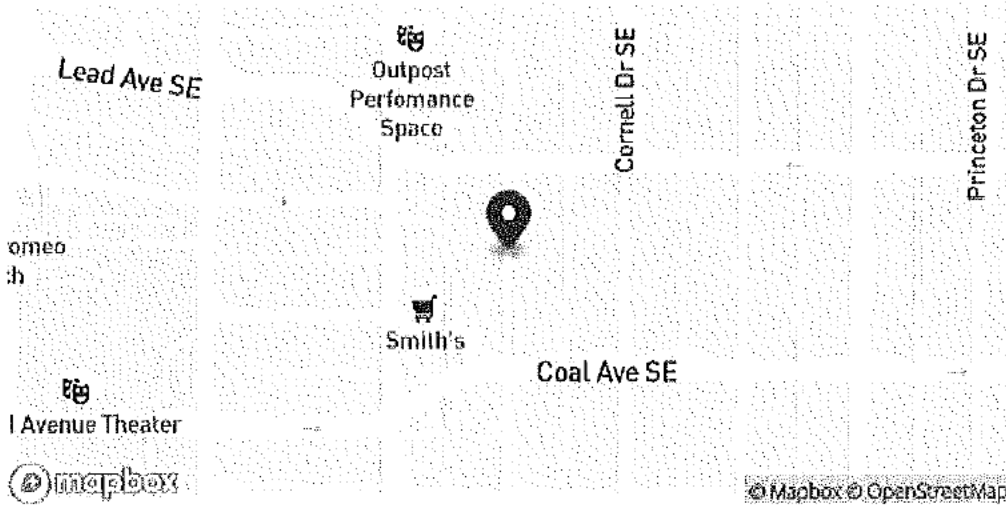 Lead Ave SE
Outpost
Perfomance
Space
Cornell Dr SE
Princeton Dr SE
omeo
Smith's
Coal Ave SE
Avenue Theater
mapbox
© Mapbox © OpenStreetMap